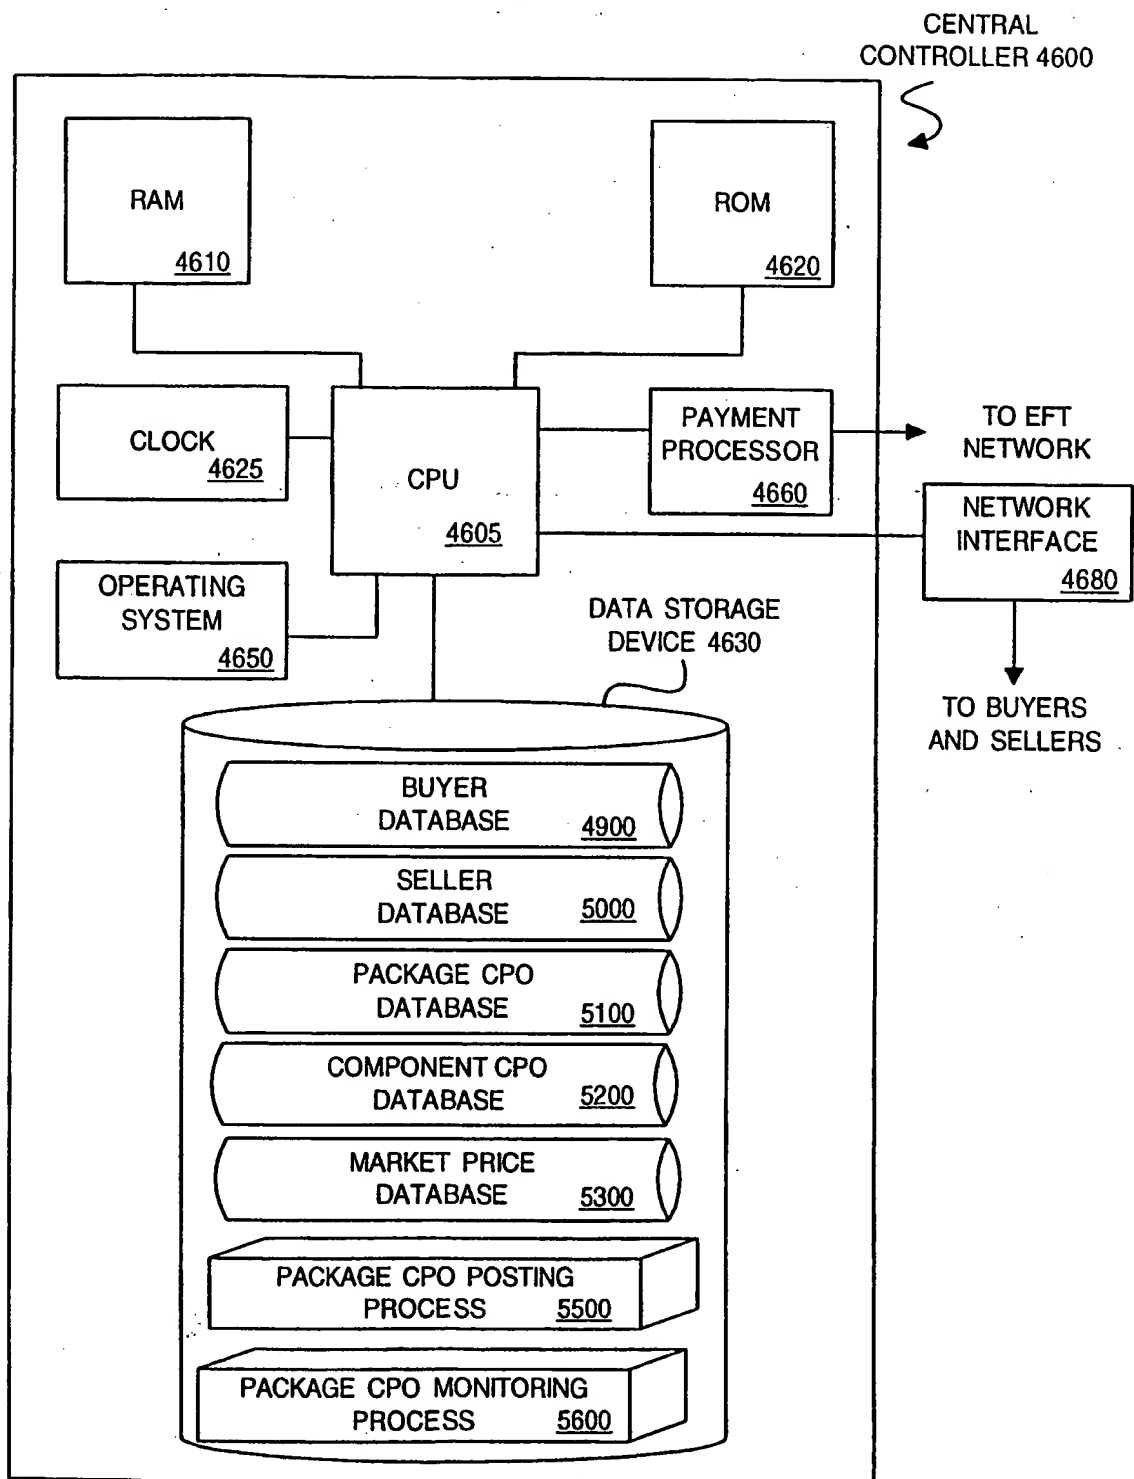 CENTRAL
CONTROLLER 4600
RAM
4610
ROM
4620
CLOCK
4625
CPU
4605
PAYMENT
PROCESSOR
4660
TO EFT
NETWORK
NETWORK
INTERFACE
4680
OPERATING
SYSTEM
4650
DATA STORAGE
DEVICE 4630
TO BUYERS
AND SELLERS
BUYER
DATABASE
4900
SELLER
DATABASE
5000
PACKAGE CPO
DATABASE
5100
COMPONENT CPO
DATABASE
5200
MARKET PRICE
DATABASE
5300
PACKAGE CPO POSTING
PROCESS
5500
PACKAGE CPO MONITORING
PROCESS
5600